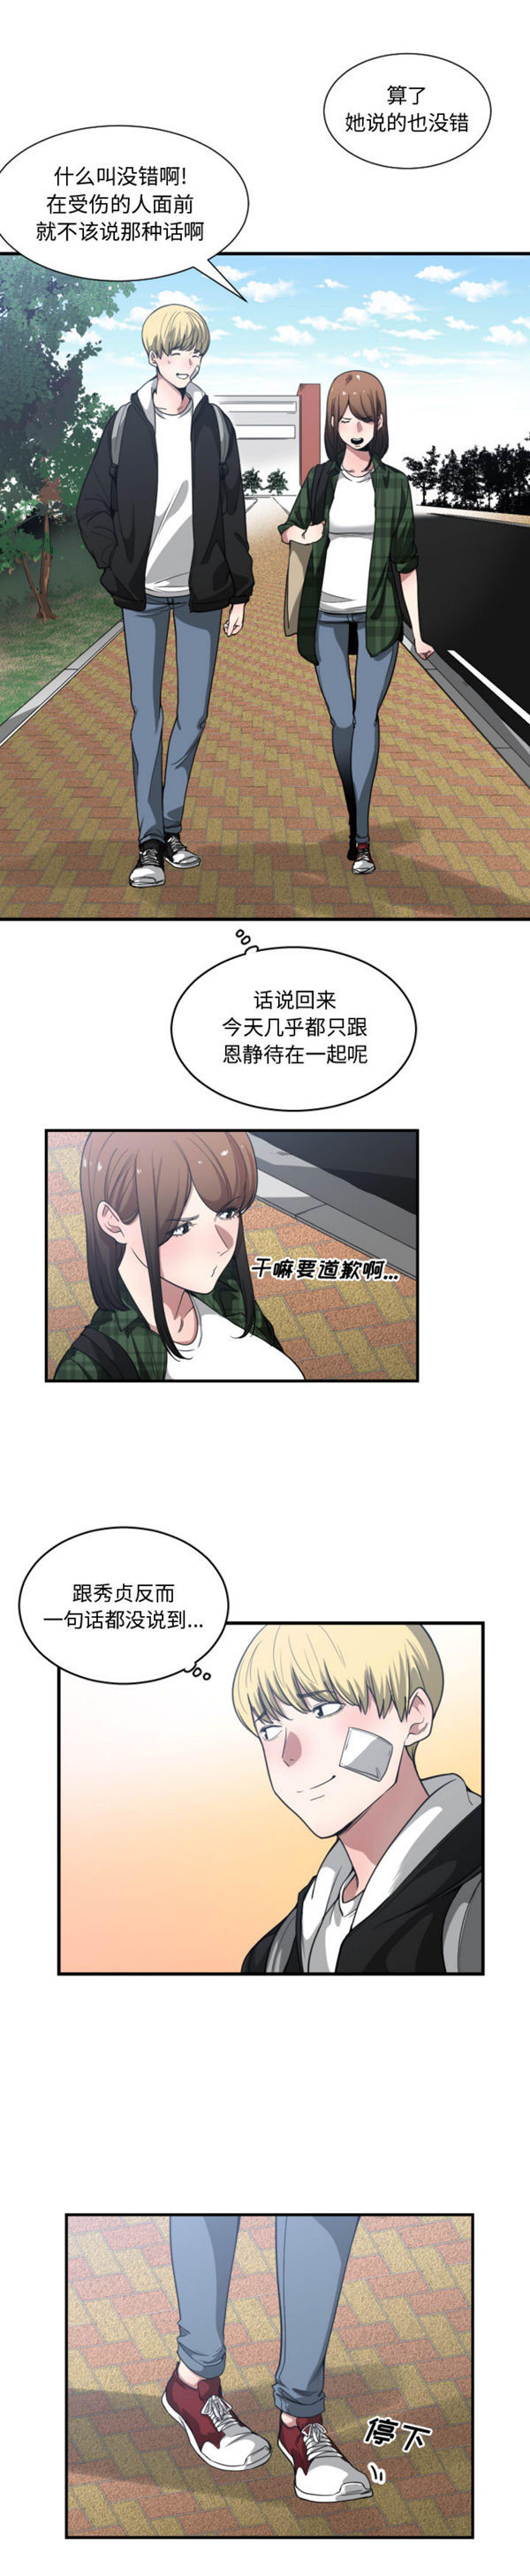 算了
她说的也没错
什么叫没错啊!
在受伤的人面前
就不该说那种话啊
话说回来
今天几乎都只跟
恩静待在一起呢
干嘛要道歉啊...
跟秀贞反而
一句话都没说到...
停下